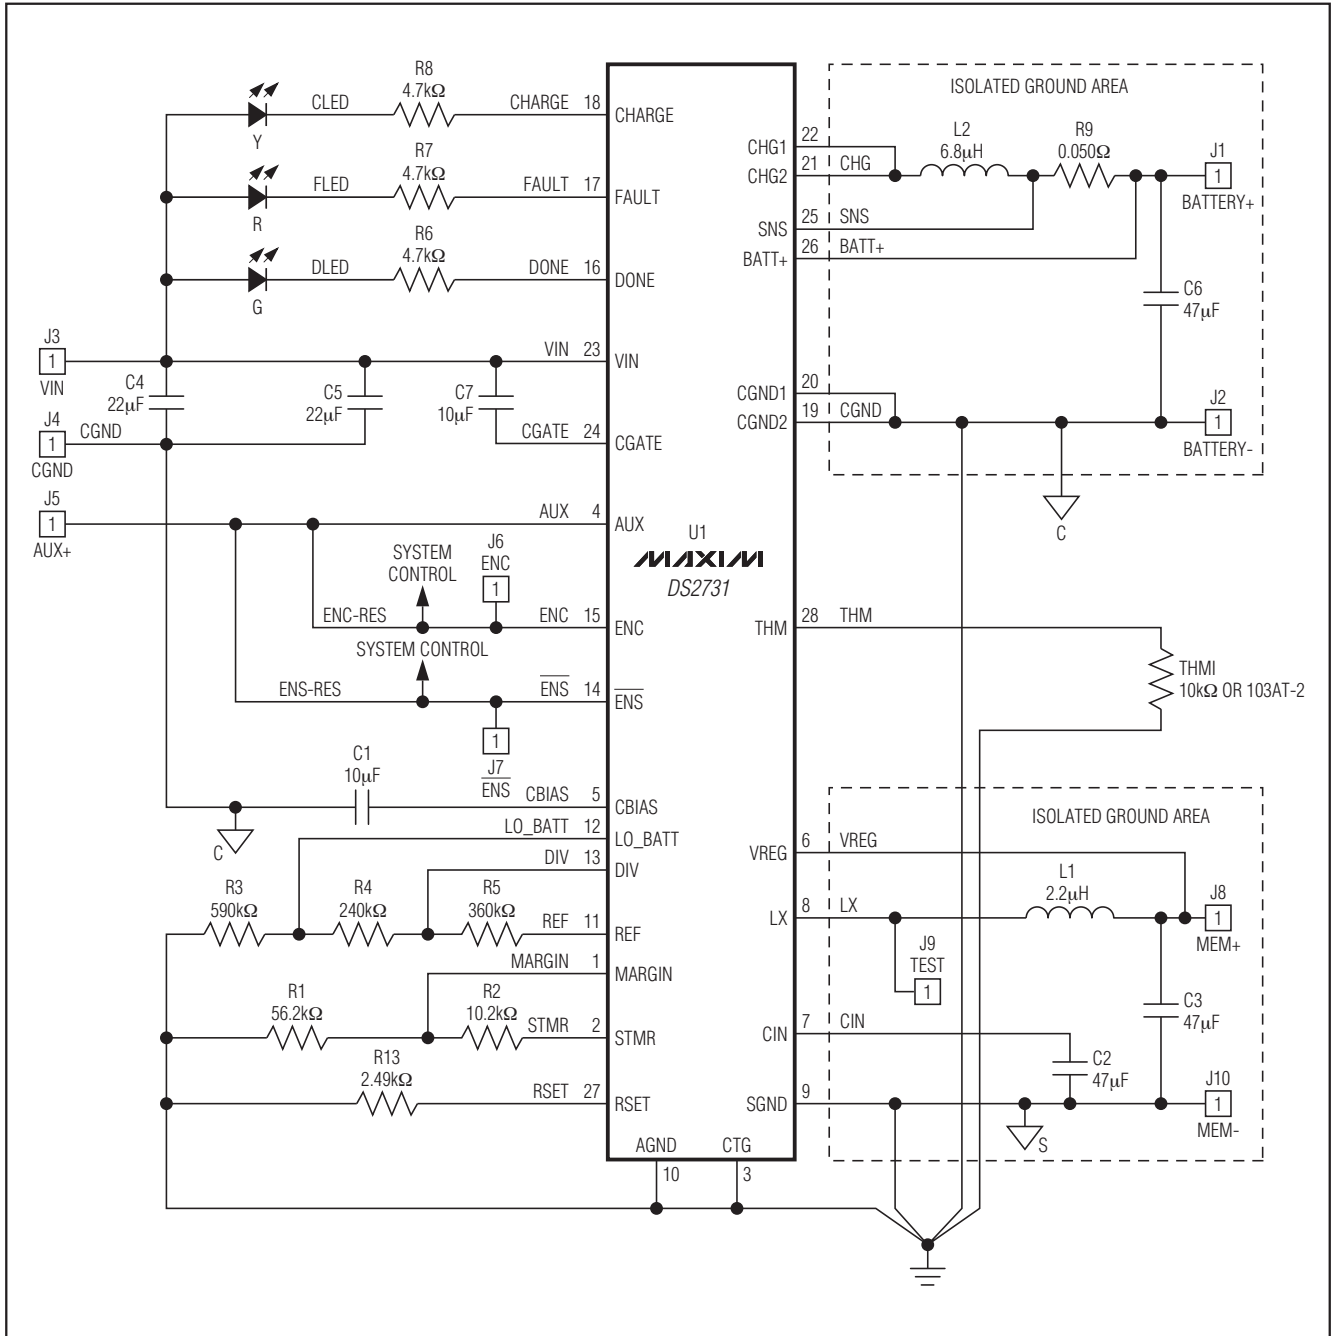 R8
4.7kΩ
CLED
CHARGE 18
CHARGE
Y
R7
4.7kΩ
FLED
FAULT 17
FAULT
R
R6
4.7kΩ
DLED
DONE 16
DONE
G
J3
1
VIN
VIN 23
VIN
C4
22μF
C5
22μF
C7
10μF
J4
1
CGND
CGND
CGATE 24
CGATE
J5
1
AUX+
AUX 4
AUX
SYSTEM
CONTROL
J6
ENC
1
ENC-RES
ENC 15
ENC
SYSTEM CONTROL
ENS-RES
ENS 14
ENS
1
J7
ENS
C1
10μF
CBIAS 5
CBIAS
C
LO_BATT 12
LO_BATT
DIV 13
DIV
R3
590kΩ
R4
240kΩ
R5
360kΩ
REF 11
REF
MARGIN 1
MARGIN
R1
56.2kΩ
R2
10.2kΩ
STMR 2
STMR
R13
2.49kΩ
RSET 27
RSET
AGND
10
CTG
3
U1
MAXIM
DS2731
ISOLATED GROUND AREA
CHG1
22
CHG2
21 CHG
L2
6.8μH
R9
0.050Ω
J1
1
BATTERY+
SNS
25 SNS
BATT+
26 BATT+
C6
47μF
CGND1
20
CGND2
19 CGND
J2
1
BATTERY-
C
THM
28 THM
THMI
10kΩ OR 103AT-2
ISOLATED GROUND AREA
VREG
6 VREG
L1
2.2μH
LX
8 LX
J8
1
MEM+
J9
TEST
1
C3
47μF
CIN
7 CIN
C2
47μF
SGND
9
J10
1
MEM-
S